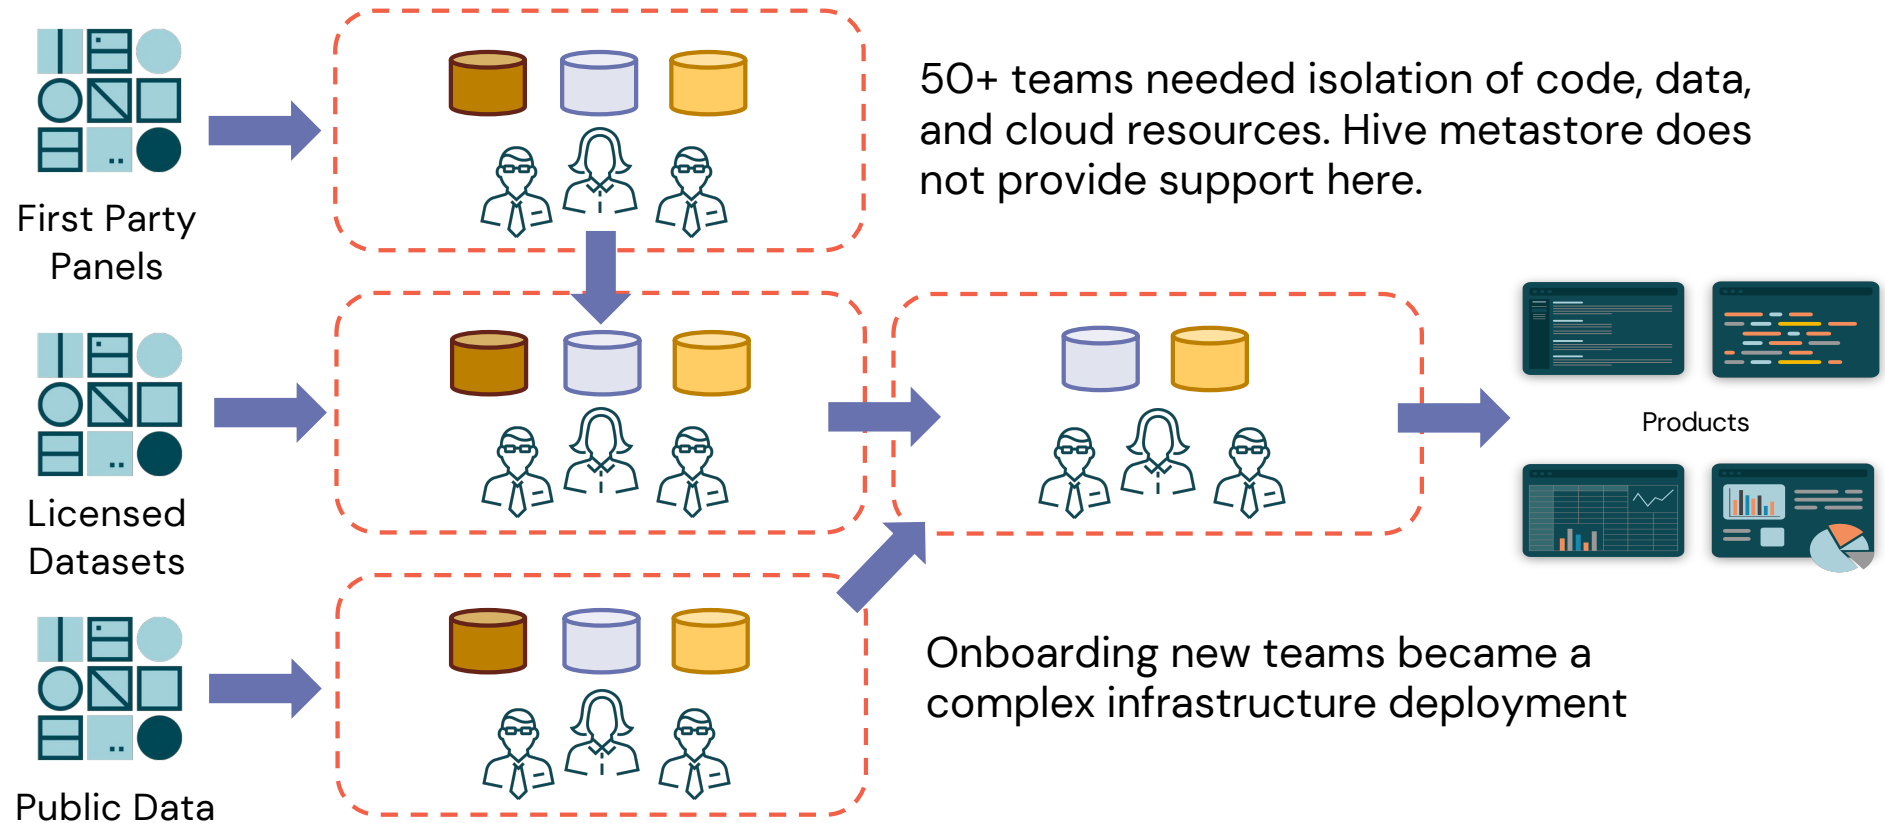 50+ teams needed isolation of code, data,
and cloud resources. Hive metastore does
not provide support here.
First Party
Panels
Licensed
Datasets
Products
Onboarding new teams became a
complex infrastructure deployment
Public Data